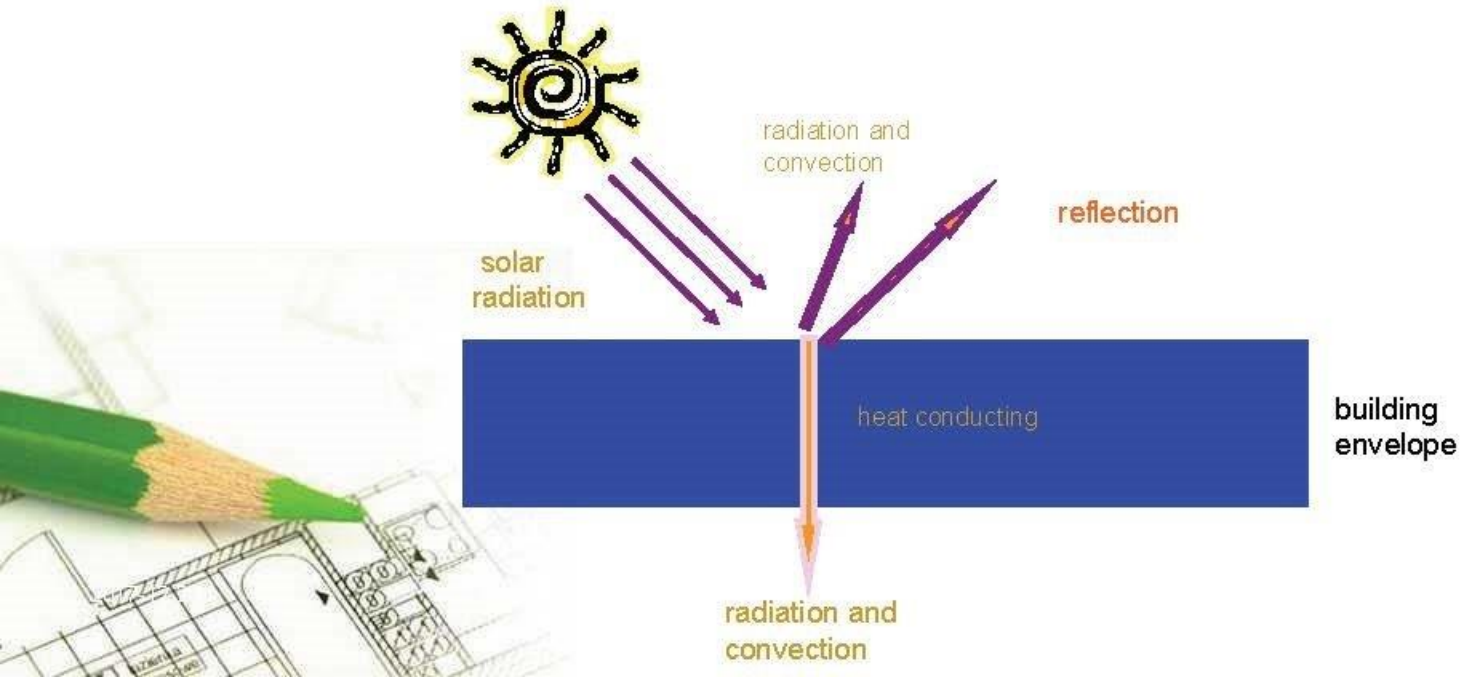 radiation and
convection
reflection
solar
radiation
heat conducting
building
envelope
radiation and
convection